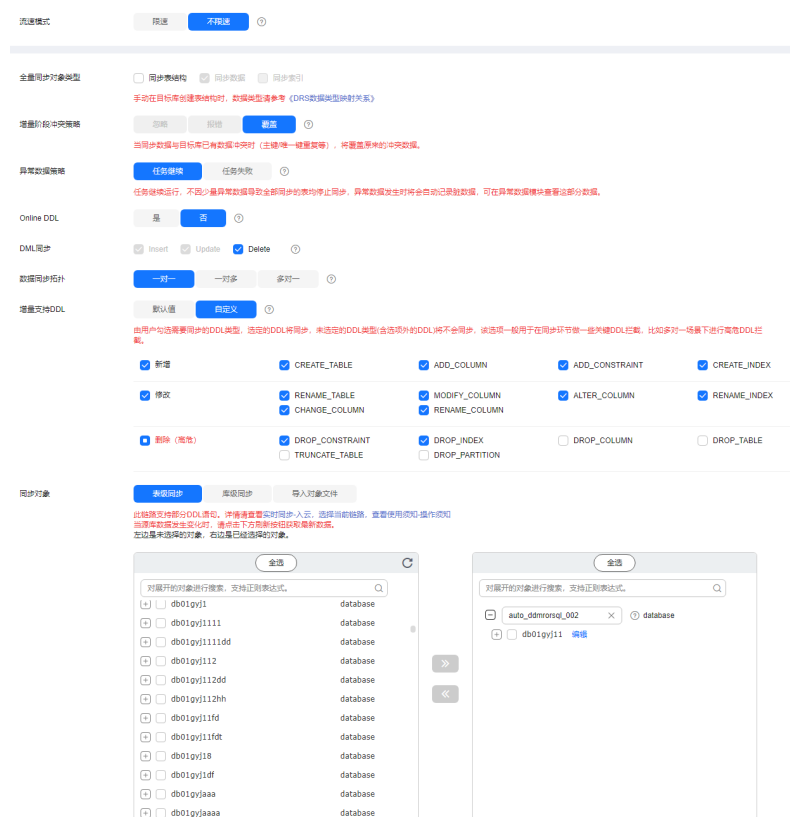 流速模式 限速 不限速
全量同步对象类型 同步表结构 同步数据 同步索引
手动在目标库创建表结构时，数据类型请参考《DRS数据类型映射关系》
增量阶段冲突策略 忽略 报错 覆盖
当同步数据与目标库已有数据冲突时（主键/唯一键重复等），将覆盖原来的冲突数据。
异常数据策略 任务继续 任务失败
任务继续运行，不因少量异常数据导致全部同步的表均停止同步，异常数据发生时将会自动记录脏数据，可在异常数据模块查看这部分数据。
Online DDL 是 否
DML同步 Insert Update Delete
数据同步拓扑 一对一 一对多 多对一
增量支持DDL 默认值 自定义
由用户勾选需要同步的DDL类型，选定的DDL将同步，未选定的DDL类型(含选项外的DDL)将不会同步，该选项一般用于在同步环节做一些关键DDL拦截，比如多对一场景下进行高危DDL拦
截。
新增 CREATE_TABLE ADD_COLUMN ADD_CONSTRAINT CREATE_INDEX
修改 RENAME_TABLE MODIFY_COLUMN ALTER_COLUMN RENAME_INDEX
CHANGE_COLUMN RENAME_COLUMN
删除（高危） DROP_CONSTRAINT DROP_INDEX DROP_COLUMN DROP_TABLE
TRUNCATE_TABLE DROP_PARTITION
同步对象 表级同步 库级同步 导入对象文件
此链路支持部分DDL语句。详情请查看实时同步-入云，选择当前链路，查看使用须知-操作须知
当源库数据发生变化时，请点击下方刷新按钮获取最新数据。
左边是未选择的对象，右边是已经选择的对象。
全选
对展开的对象进行搜索，支持正则表达式。
db01gyj1 database
db01gyj1111 database
db01gyj1111dd database
db01gyj112 database
db01gyj112dd database
db01gyj112hh database
db01gyj11fd database
db01gyj11fdt database
db01gyj18 database
db01gyj1df database
db01gyjaaa database
db01gyjaaaa database
全选
对展开的对象进行搜索，支持正则表达式。
auto_ddmrorsql_002 database
db01gyj11 编辑